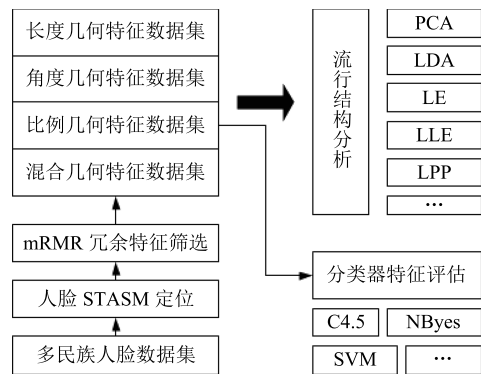 长度几何特征数据集
角度几何特征数据集
比例几何特征数据集
混合几何特征数据集
mRMR 冗余特征筛选
人脸 STASM 定位
多民族人脸数据集
流行结构分析
PCA
LDA
LE
LLE
LPP
…
分类器特征评估
C4.5
NByes
SVM
…